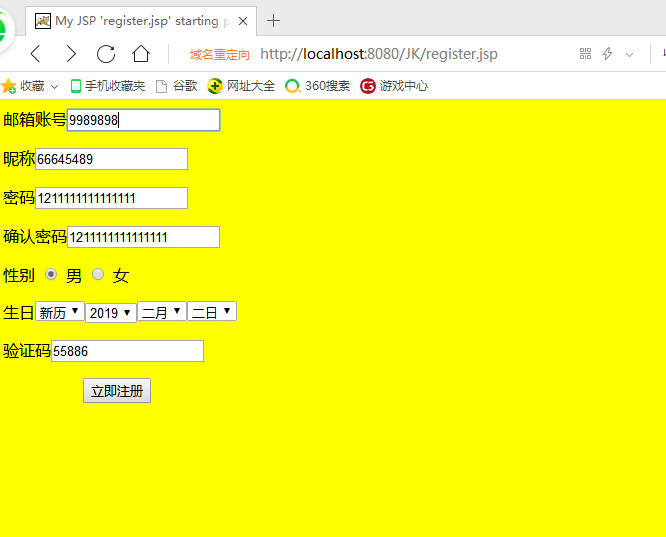 My JSP 'register.jsp' starting
域名重定向 http://localhost:8080/JK/register.jsp
收藏 手机收藏夹 谷歌 网址大全 360搜索 游戏中心
邮箱账号 9989898
昵称 66645489
密码 1211111111111111
确认密码 1211111111111111
性别 男 女
生日 新历 2019 二月 二日
验证码 55886
立即注册